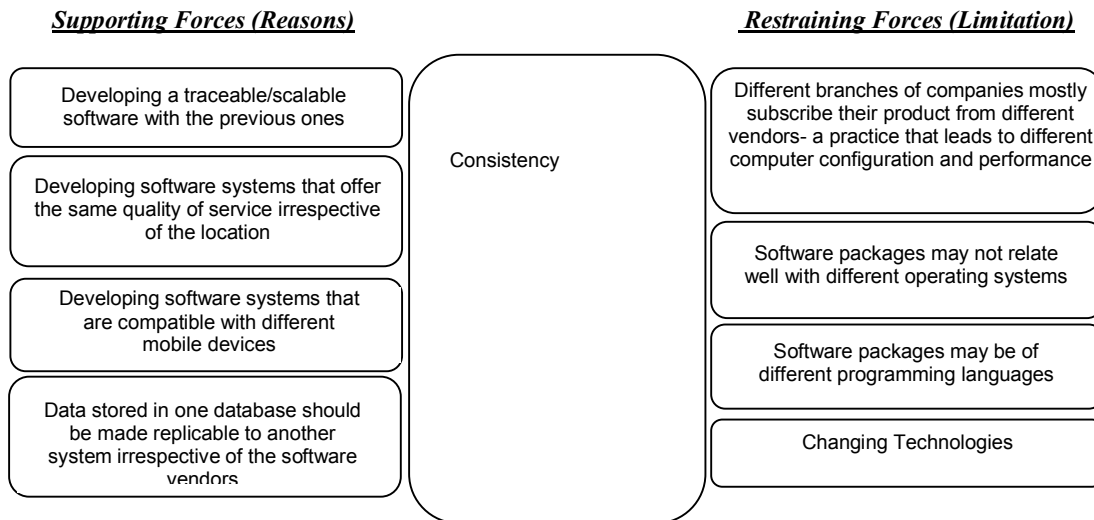 Supporting Forces (Reasons)
Restraining Forces (Limitation)
Developing a traceable/scalable
software with the previous ones
Developing software systems that offer
the same quality of service irrespective
of the location
Developing software systems that
are compatible with different
mobile devices
Data stored in one database should
be made replicable to another
system irrespective of the software
vendors
Consistency
Different branches of companies mostly
subscribe their product from different
vendors- a practice that leads to different
computer configuration and performance
Software packages may not relate
well with different operating systems
Software packages may be of
different programming languages
Changing Technologies